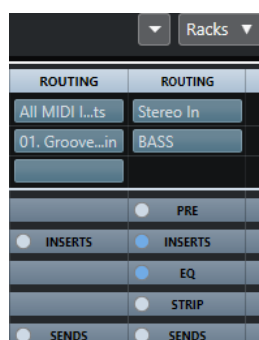 Racks
ROUTING ROUTING
All MIDI I...ts Stereo In
01. Groove...in BASS
PRE
INSERTS INSERTS
EQ
STRIP
SENDS SENDS